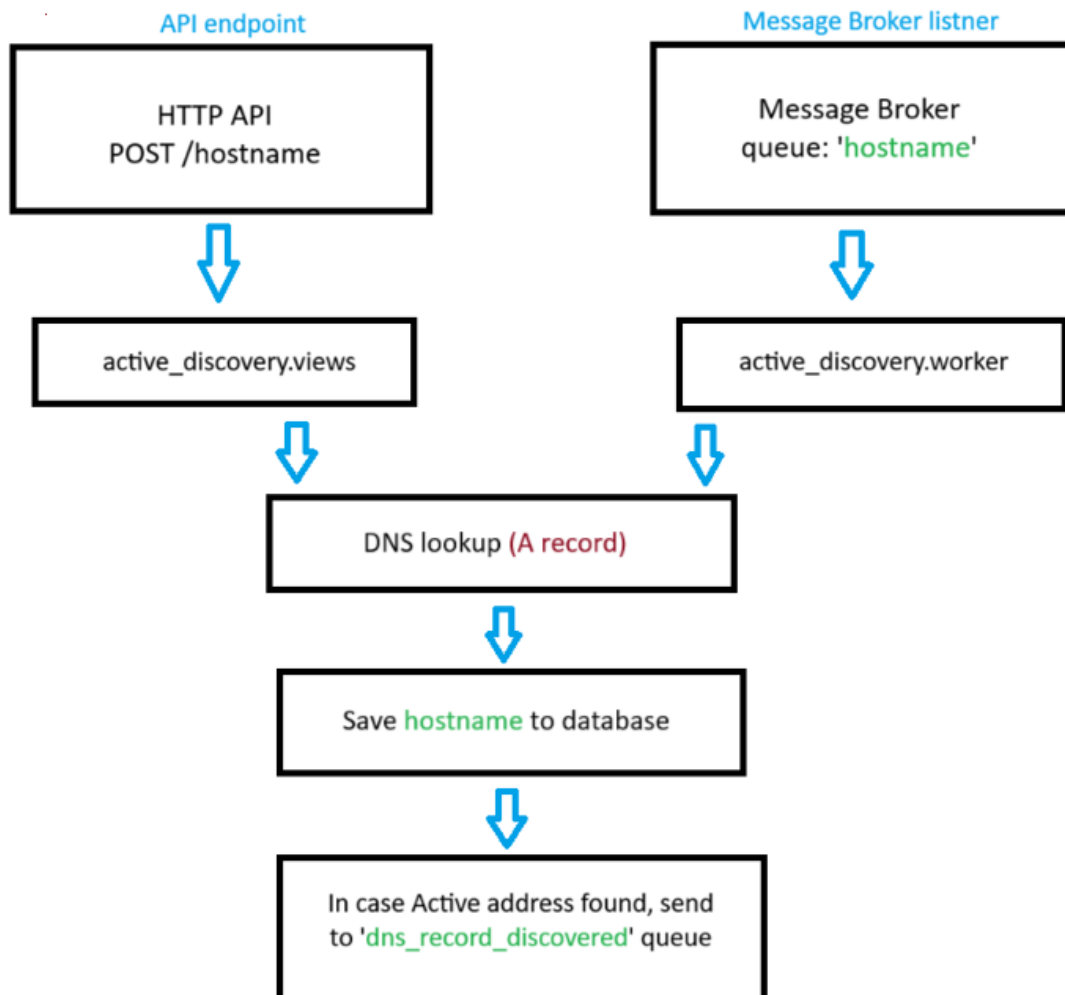 API endpoint
Message Broker listner
HTTP API
POST /hostname
Message Broker
queue: 'hostname'
active_discovery.views
active_discovery.worker
DNS lookup (A record)
Save hostname to database
In case Active address found, send
to 'dns_record_discovered' queue